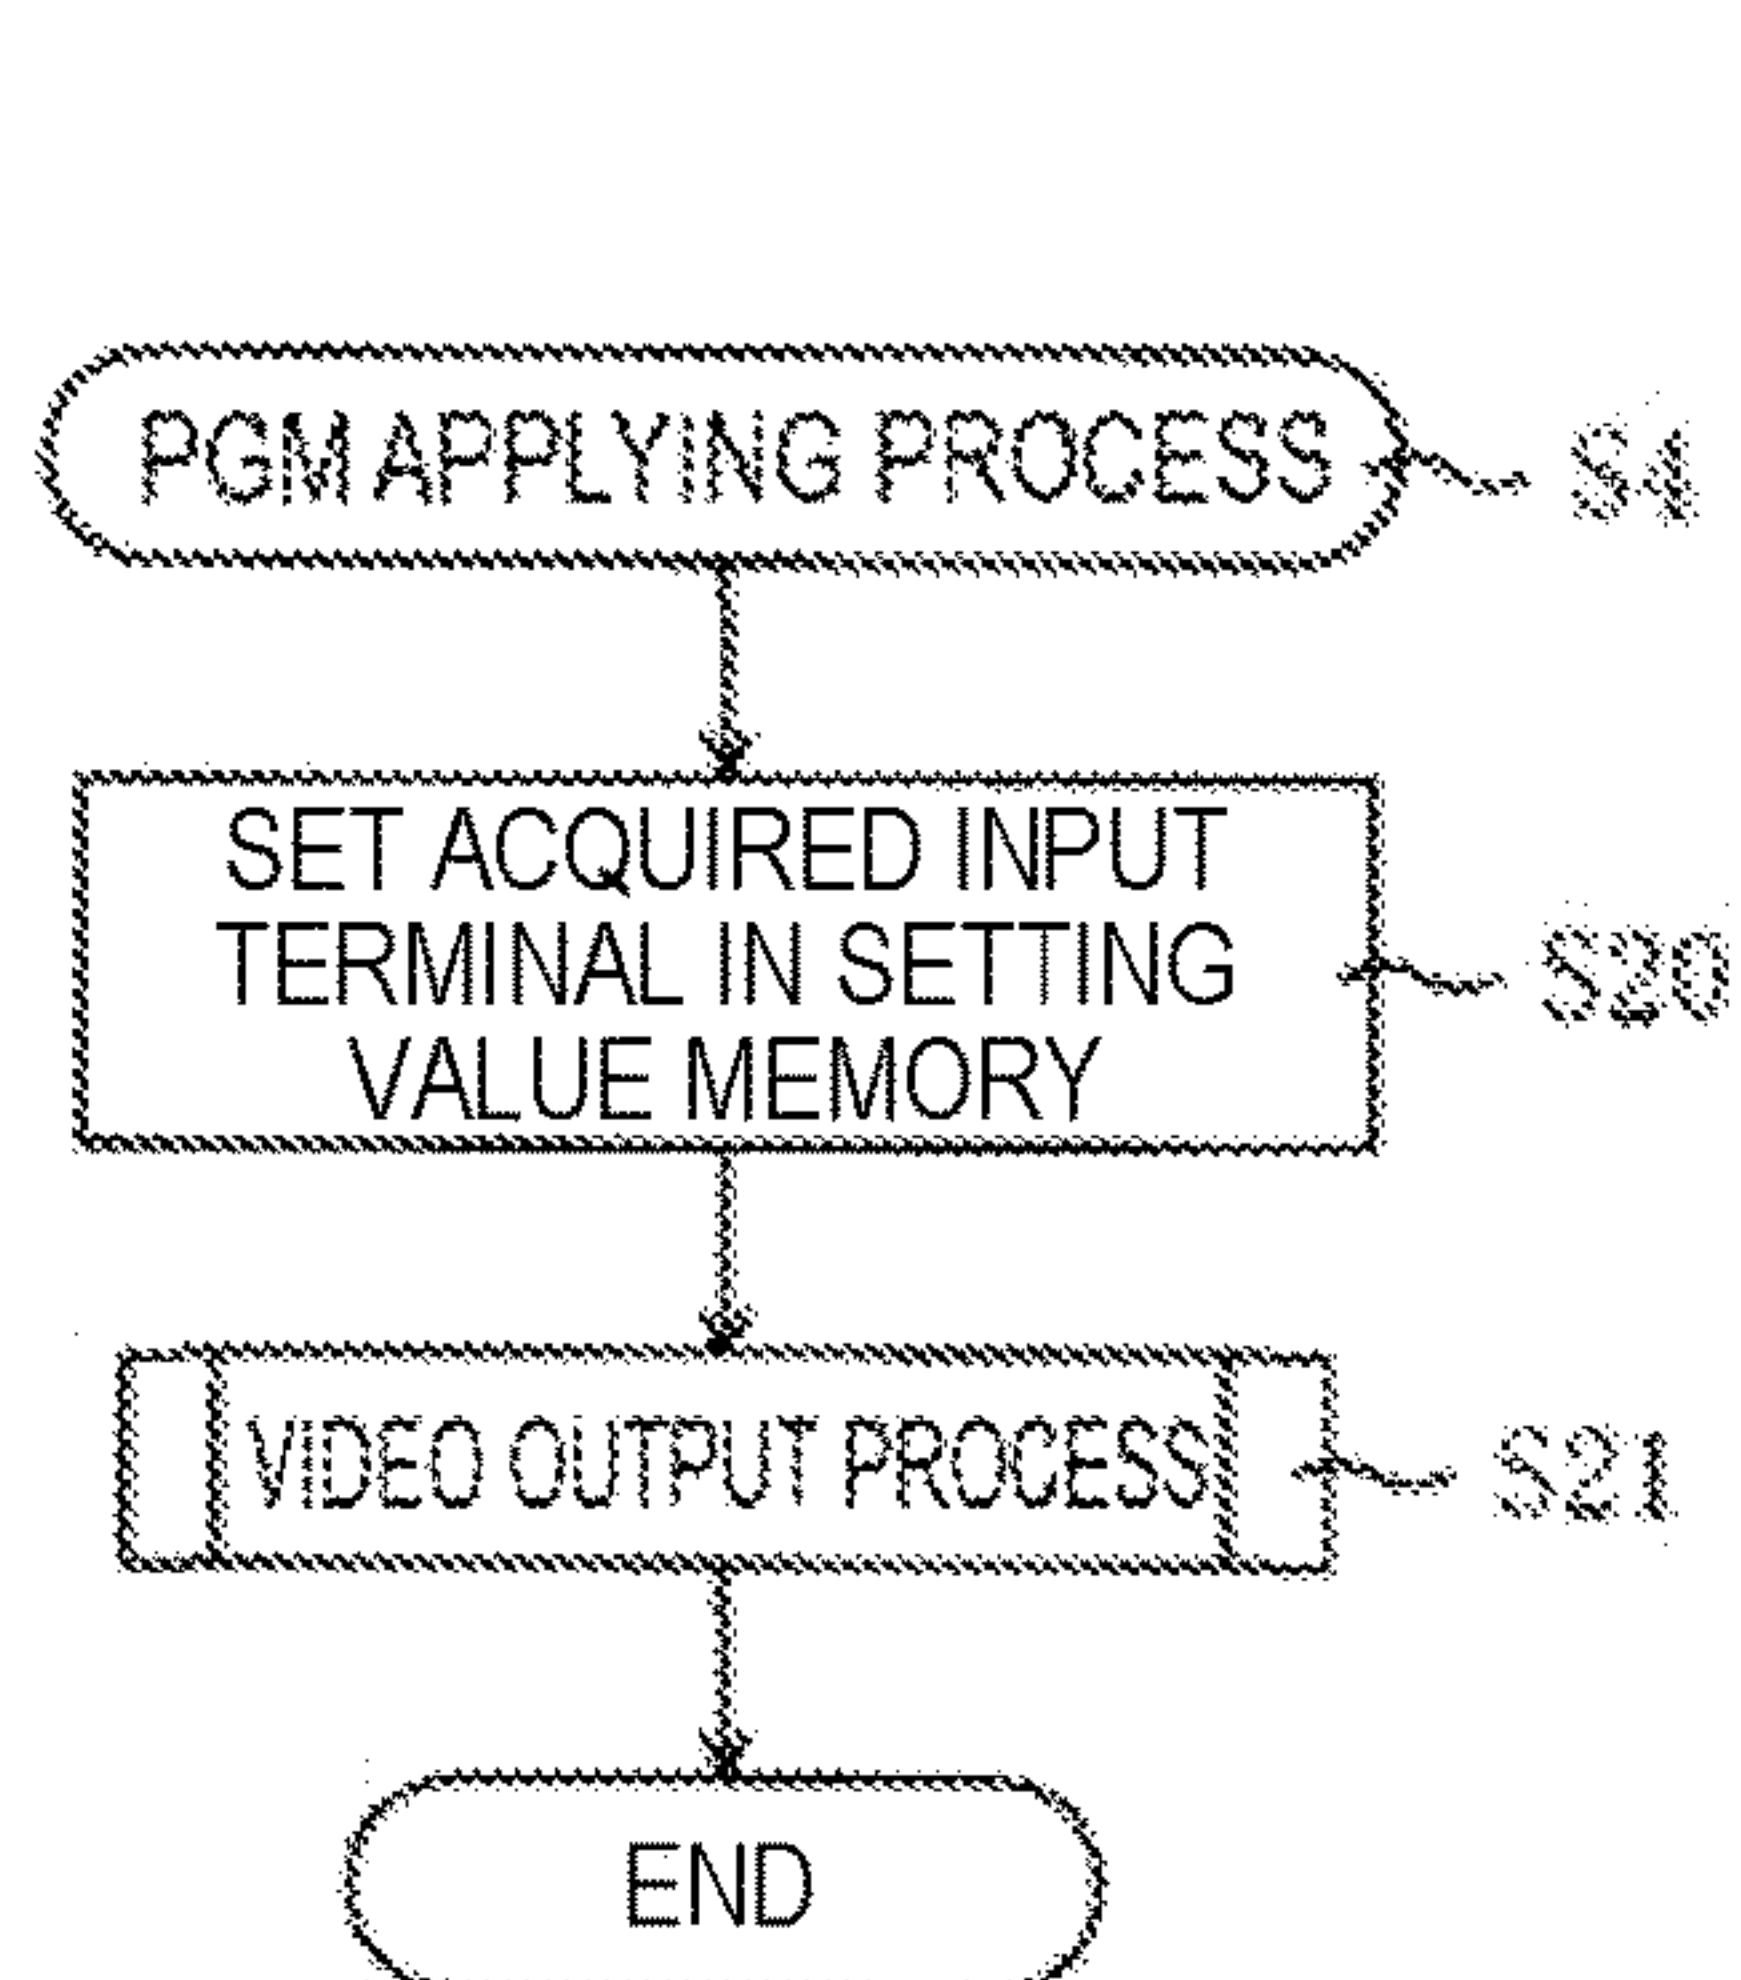 PGM APPLYING PROCESS
S4
SET ACQUIRED INPUT
TERMINAL IN SETTING
VALUE MEMORY
S20
VIDEO OUTPUT PROCESS
S21
END